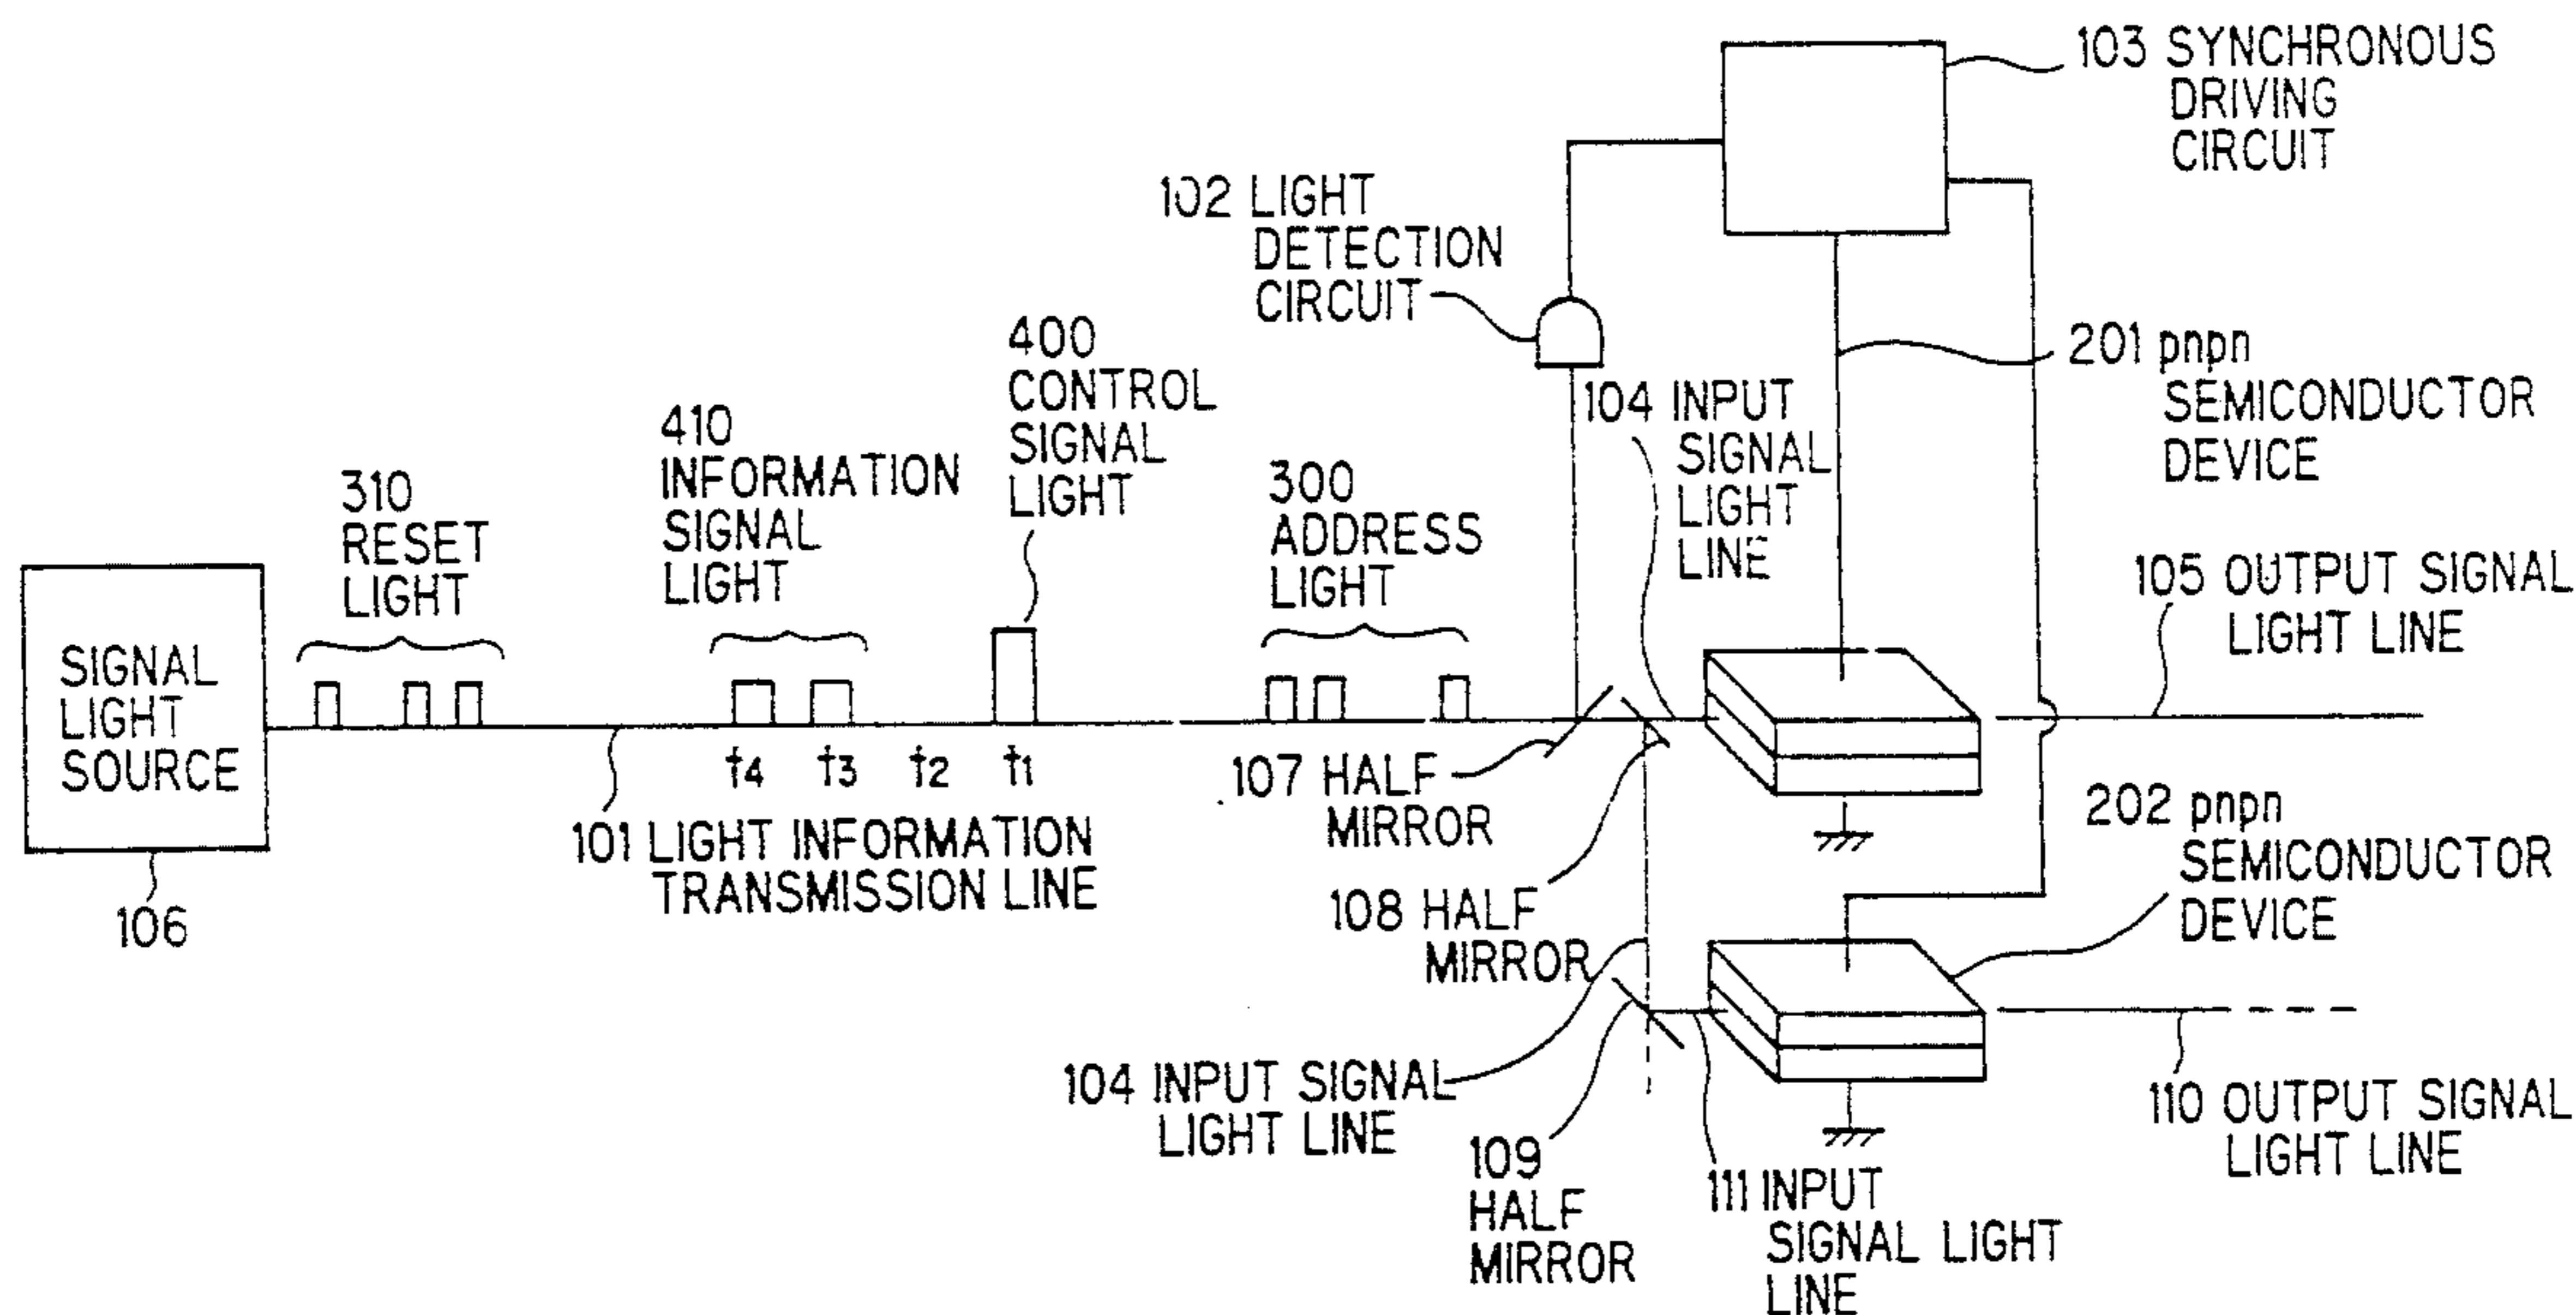 103 SYNCHRONOUS
DRIVING
CIRCUIT
102 LIGHT
DETECTION
CIRCUIT
201 pnpn
SEMICONDUCTOR
DEVICE
400
CONTROL
SIGNAL
LIGHT
104 INPUT
SIGNAL
LIGHT
LINE
410
INFORMATION
SIGNAL
LIGHT
300
ADDRESS
LIGHT
310
RESET
LIGHT
105 OUTPUT SIGNAL
LIGHT LINE
SIGNAL
LIGHT
SOURCE
t4 t3 t2 t1
107 HALF
MIRROR
202 pnpn
SEMICONDUCTOR
DEVICE
101 LIGHT INFORMATION
TRANSMISSION LINE
106
108 HALF
MIRROR
104 INPUT SIGNAL
LIGHT LINE
110 OUTPUT SIGNAL
LIGHT LINE
109
HALF
MIRROR
111 INPUT
SIGNAL LIGHT
LINE